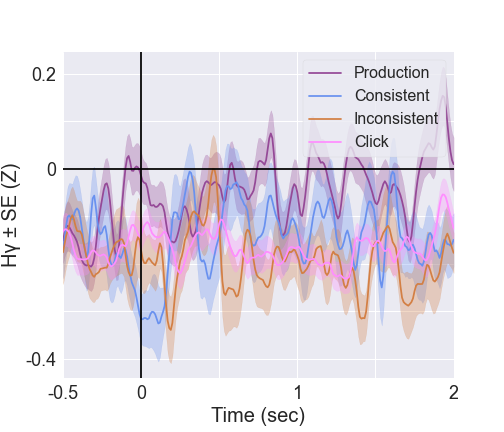 Production
Consistent
Inconsistent
Click
0.2
0
-0.4
Hγ ± SE (Z)
-0.5
0
1
2
Time (sec)